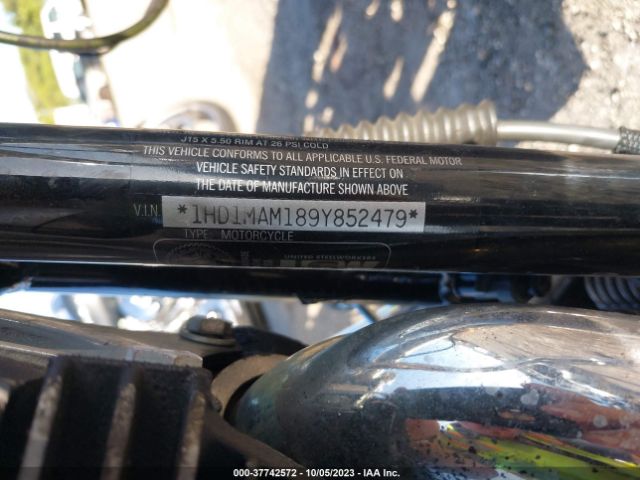 J15 X 5.50 RIM AT 26 PSI COLD
THIS VEHICLE CONFORMS TO ALL APPLICABLE U.S. FEDERAL MOTOR
VEHICLE SAFETY STANDARDS IN EFFECT ON
THE DATE OF MANUFACTURE SHOWN ABOVE
V.I.N. *1HD1MAM189Y852479*
TYPE MOTORCYCLE
UNITED STEELWORKERS
000-37742572 | 10/05/2023 | IAA Inc.